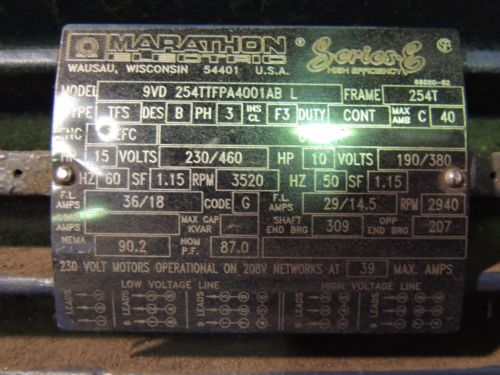 MARATHON ®
ELECTRIC
Series-E
HIGH EFFICIENCY
WAUSAU, WISCONSIN 54401 U.S.A.
MODEL 9VD 254TTFPA4001AB L FRAME 254T
TYPE TFS DES B PH 3 INS CL F3 DUTY CONT MAX AMB C 40
ENC
HP 15 VOLTS 230/460 HP 10 VOLTS 190/380
HZ 60 SF 1.15 RPM 3520 HZ 50 SF 1.15
F.L. AMPS 36/18 CODE G F.L. AMPS 29/14.5 RPM 2940
AMPS MAX CAP KVAR SHAFT END BRG 309 OPP END BRG 207
NEMA 90.2 NOM P.F. 87.0
230 VOLT MOTORS OPERATIONAL ON 208V NETWORKS AT 39 MAX. AMPS
LOW VOLTAGE LINE HIGH VOLTAGE LINE
LEADS LEADS